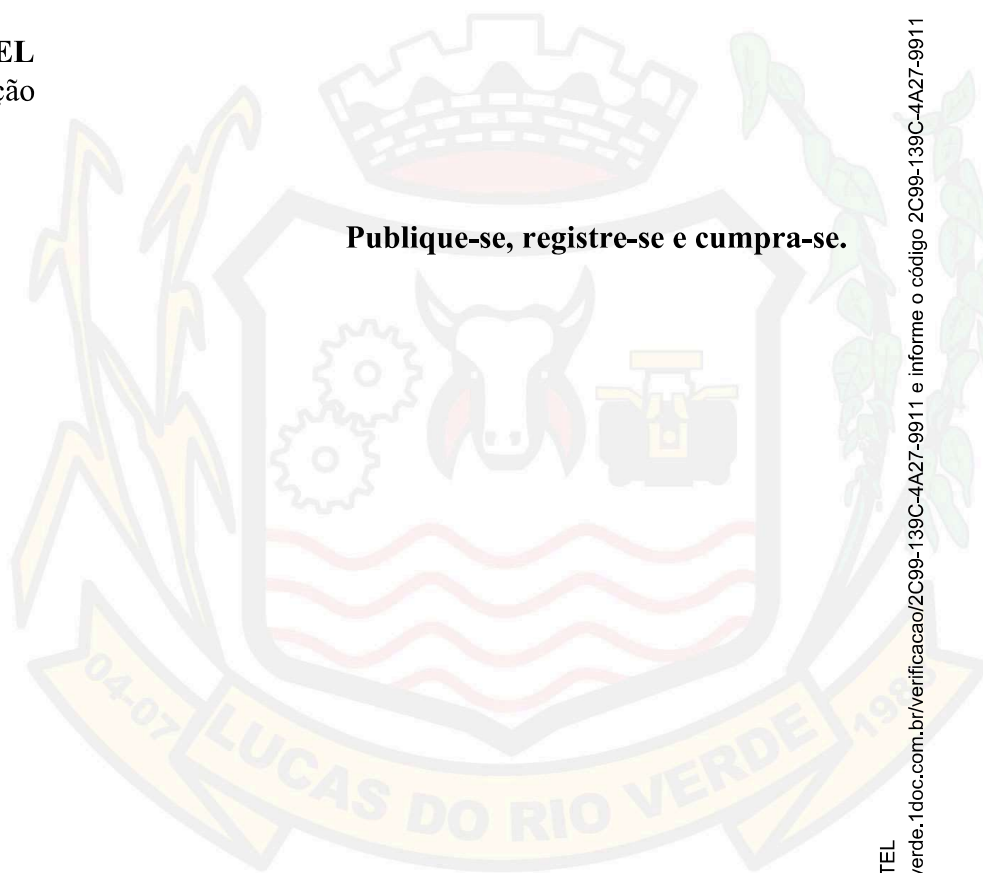 EL
ção
Publique-se, registre-se e cumpra-se.
04-07
LUCAS DO RIO VERDE
198
TEL
verde.1doc.com.br/verificacao/2C99-139C-4A27-9911 e informe o código 2C99-139C-4A27-9911